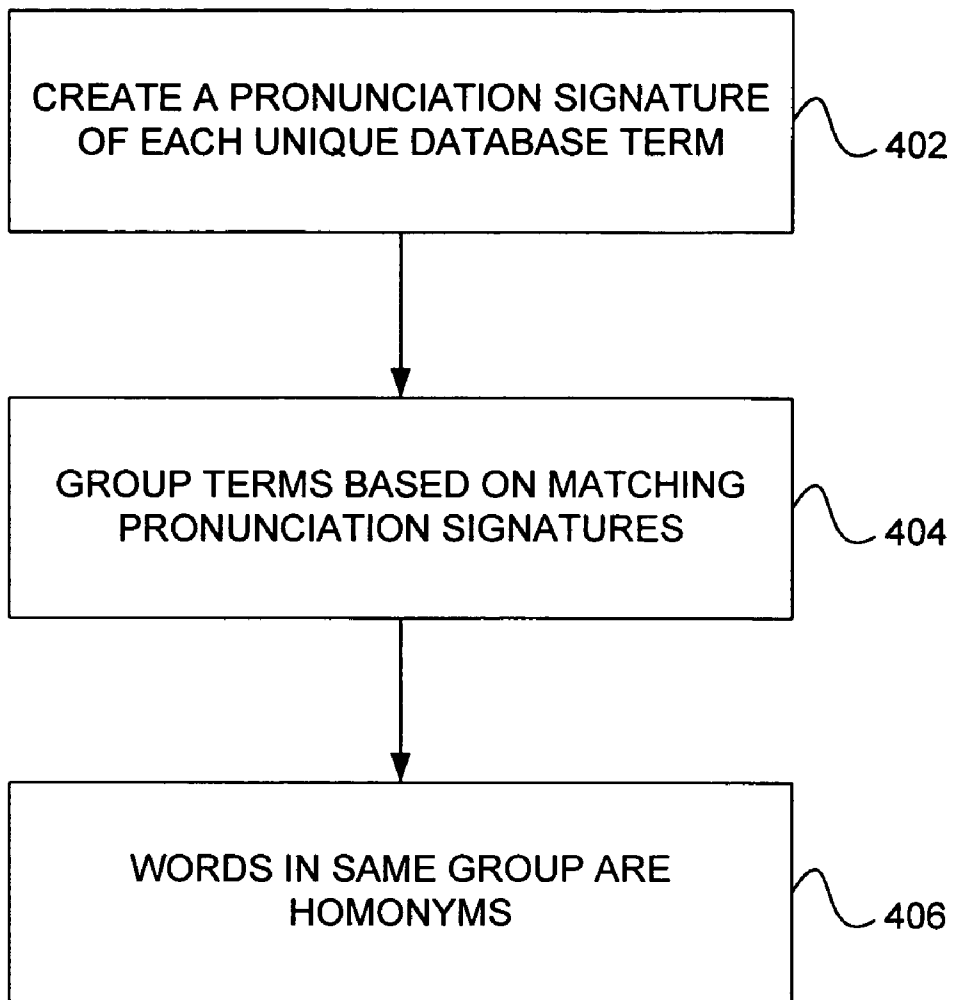 CREATE A PRONUNCIATION SIGNATURE
OF EACH UNIQUE DATABASE TERM
402
GROUP TERMS BASED ON MATCHING
PRONUNCIATION SIGNATURES
404
WORDS IN SAME GROUP ARE
HOMONYMS
406